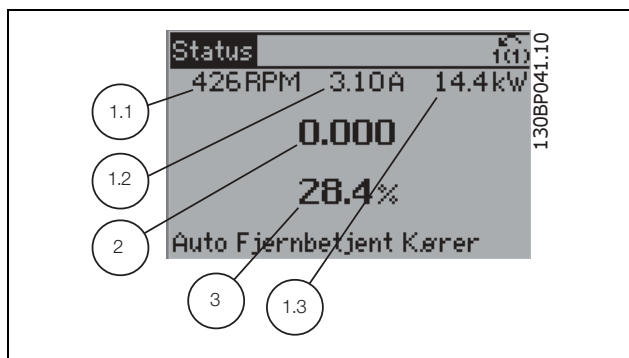 Status 1(1)
426RPM 3.10A 14.4kW
0.000
28.4%
Auto Fjernbetjent Kører
130BP041.10
1.1
1.2
2
3
1.3